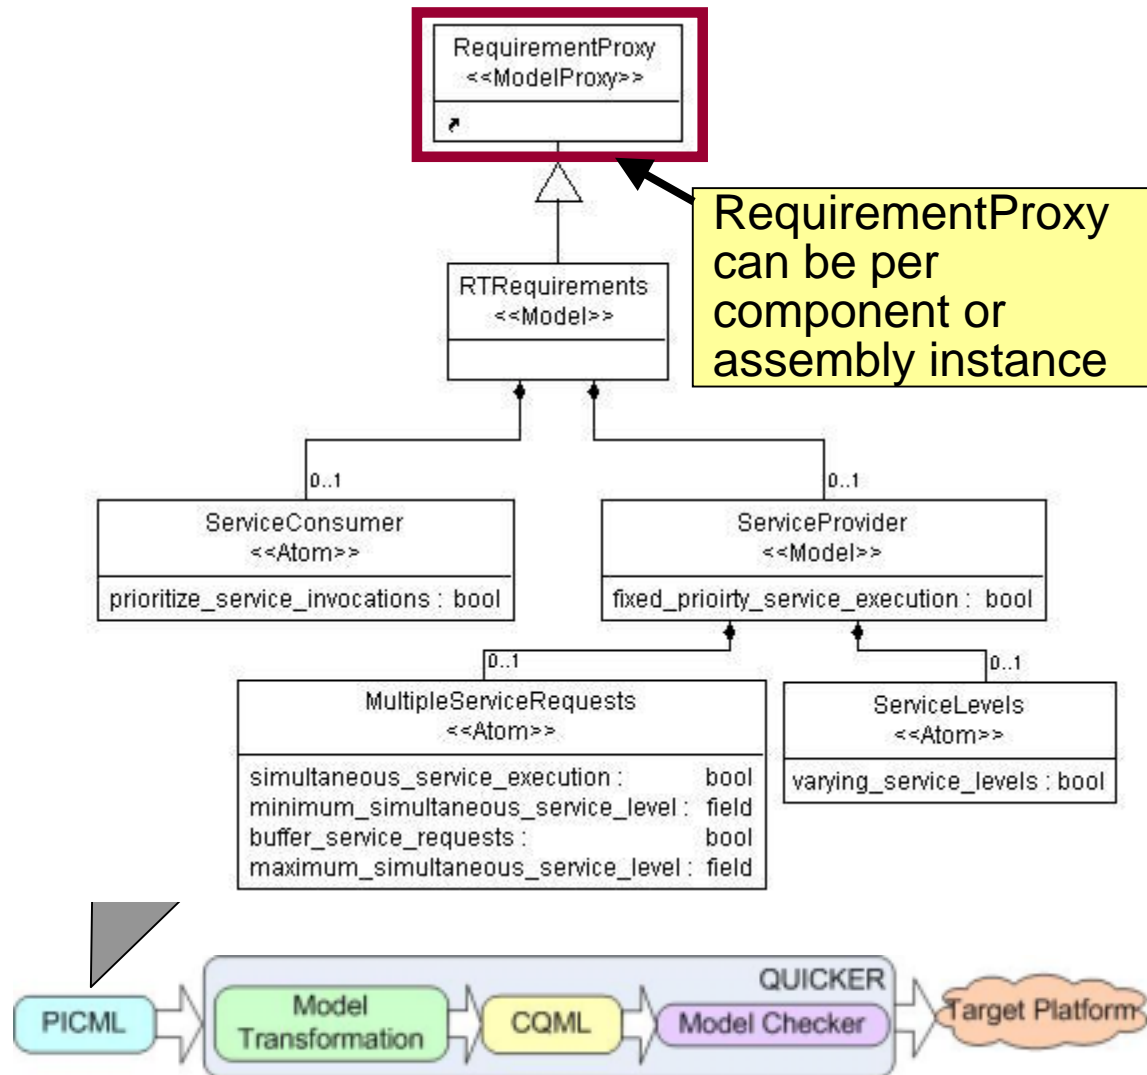 RequirementProxy
<<ModelProxy>>
RequirementProxy
can be per
component or
assembly instance
RTRequirements
<<Model>>
0..1
0..1
ServiceConsumer
<<Atom>>
prioritize_service_invocations : bool
ServiceProvider
<<Model>>
fixed_prioirty_service_execution : bool
0..1
0..1
MultipleServiceRequests
<<Atom>>
simultaneous_service_execution : bool
minimum_simultaneous_service_level : field
buffer_service_requests : bool
maximum_simultaneous_service_level : field
ServiceLevels
<<Atom>>
varying_service_levels : bool
PICML
QUICKER
Model
Transformation
CQML
Model Checker
Target Platform